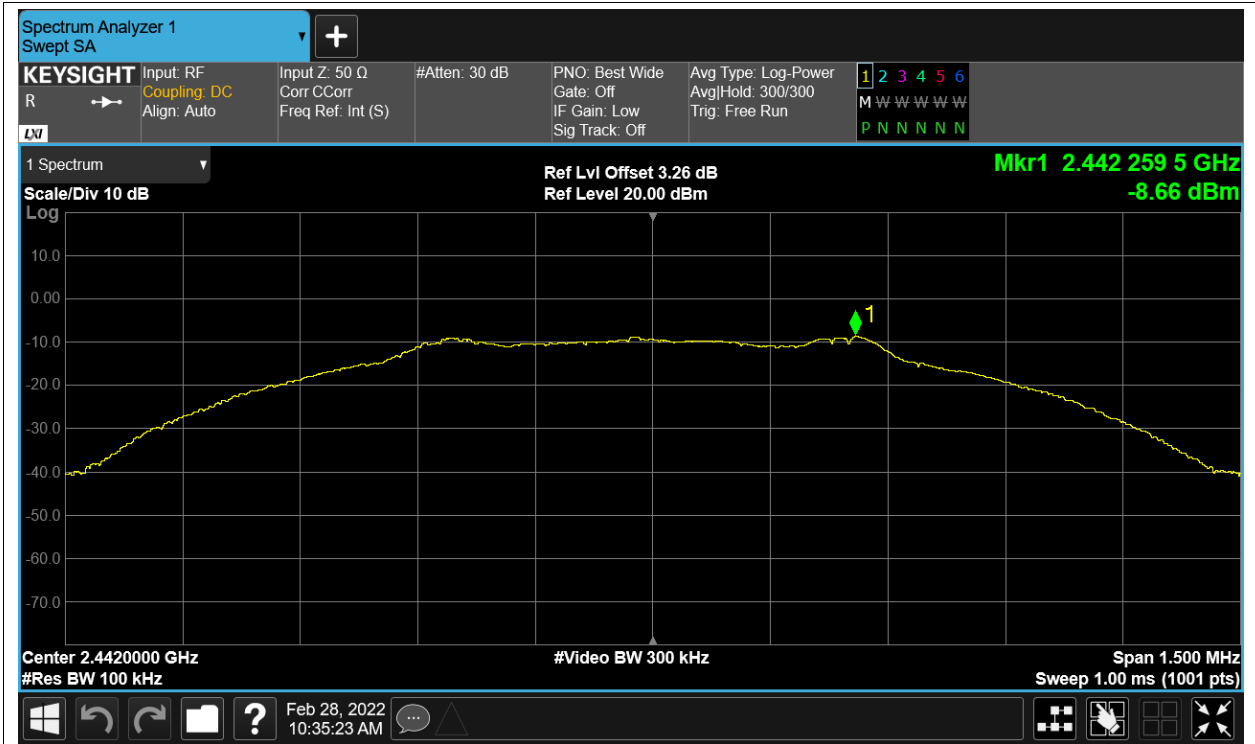 Spectrum Analyzer 1
Swept SA
+
KEYSIGHT
R
LXI
Input: RF
Coupling: DC
Align: Auto
Input Z: 50 Ω
Corr CCorr
Freq Ref: Int (S)
#Atten: 30 dB
PNO: Best Wide
Gate: Off
IF Gain: Low
Sig Track: Off
Avg Type: Log-Power
Avg|Hold: 300/300
Trig: Free Run
1 2 3 4 5 6
M W W W W W
P N N N N N
1 Spectrum
Scale/Div 10 dB
Log
Ref Lvl Offset 3.26 dB
Ref Level 20.00 dBm
Mkr1 2.442 259 5 GHz
-8.66 dBm
1
10.0
0.00
-10.0
-20.0
-30.0
-40.0
-50.0
-60.0
-70.0
Center 2.4420000 GHz
#Res BW 100 kHz
#Video BW 300 kHz
Span 1.500 MHz
Sweep 1.00 ms (1001 pts)
?
Feb 28, 2022
10:35:23 AM